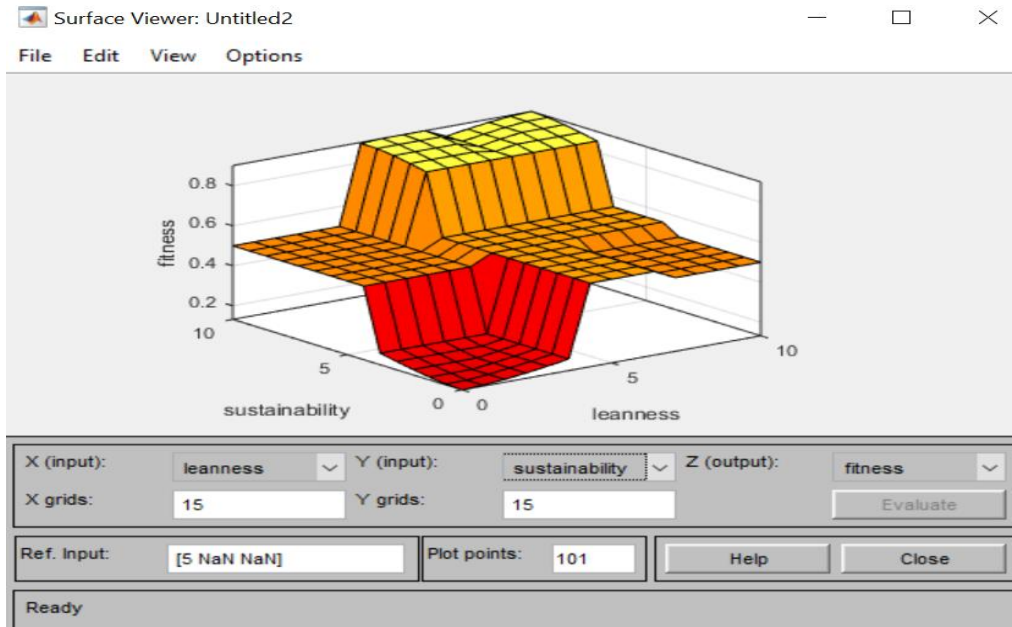 Surface Viewer: Untitled2
File Edit View Options
fitness
0.8
0.6
0.4
0.2
10
5
0
sustainability
0
5
10
leanness
X (input): leanness Y (input): sustainability Z (output): fitness
X grids: 15 Y grids: 15 Evaluate
Ref. Input: [5 NaN NaN] Plot points: 101 Help Close
Ready